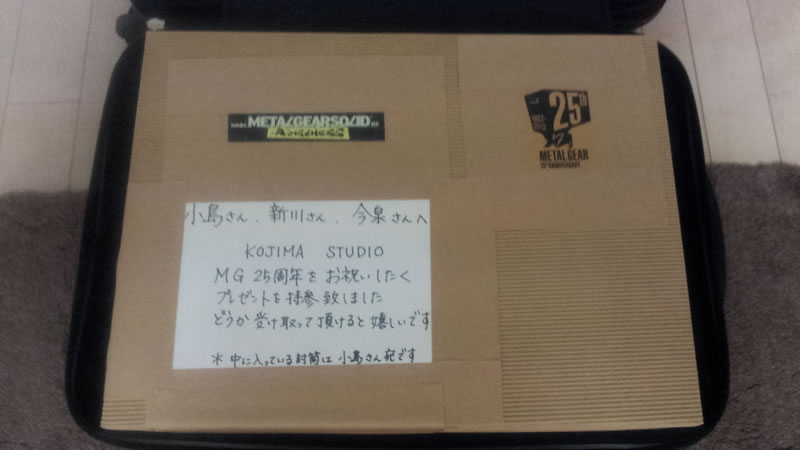 METAL GEAR SOLID
25th
METAL GEAR
25TH ANNIVERSARY
小島さん、新川さん、今泉さんへ
KOJIMA STUDIO
MG 25周年をお祝いしたく
プレゼントを持参致しました
どうか受け取って頂けると嬉しいです
*中に入っている封筒は小島さん宛です